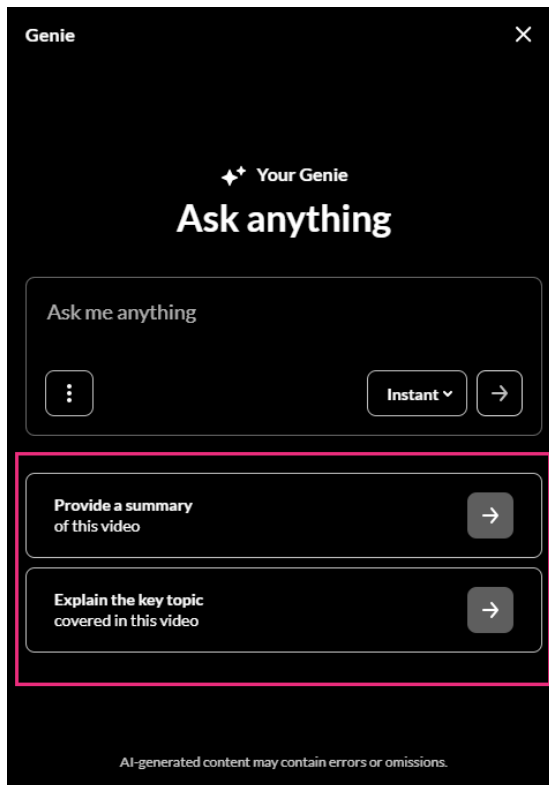 Genie
Your Genie
Ask anything
Ask me anything
Instant
Provide a summary
of this video
Explain the key topic
covered in this video
AI-generated content may contain errors or omissions.